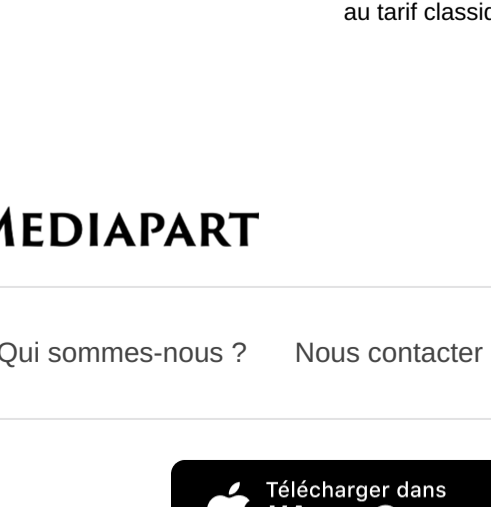 au tarif
MEDIAPART
Qui sommes-nous ? Nous contacter
Télécharger dans